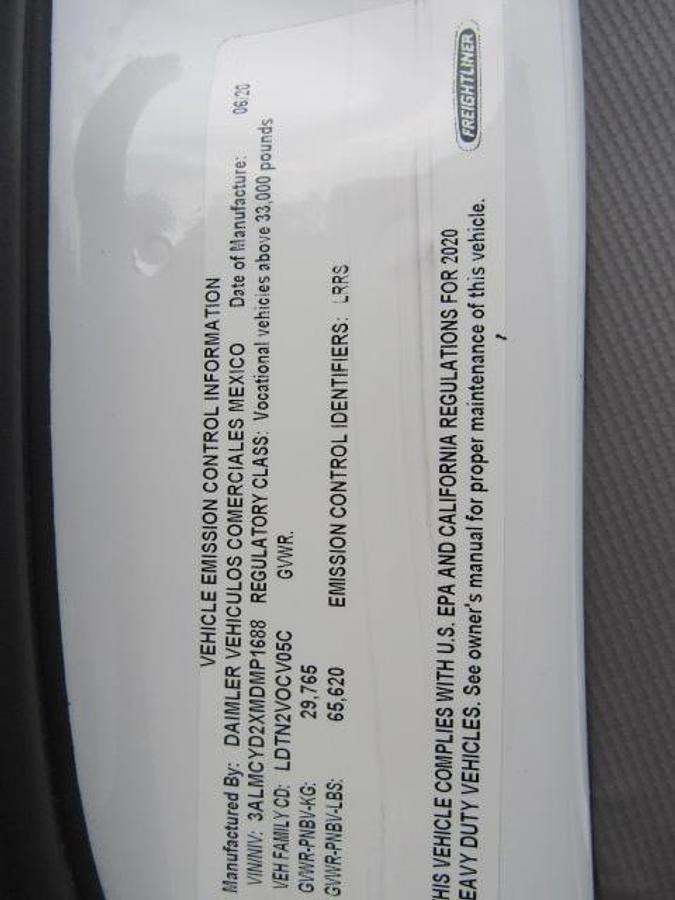 VEHICLE EMISSION CONTROL INFORMATION
Manufactured By: DAIMLER VEHICULOS COMERCIALES MEXICO Date of Manufacture: 06/20
VIN/NIV: 3ALMCYD2XMDMP1688 REGULATORY CLASS: Vocational vehicles above 33,000 pounds
VEH FAMILY CD: LDTN2VOCV05C GVWR.
GVWR-PNBV-KG: 29,765
GVWR-PNBV-LBS: 65,620 EMISSION CONTROL IDENTIFIERS: LRRS
HIS VEHICLE COMPLIES WITH U.S. EPA AND CALIFORNIA REGULATIONS FOR 2020
EAVY DUTY VEHICLES. See owner's manual for proper maintenance of this vehicle.
FREIGHTLINER